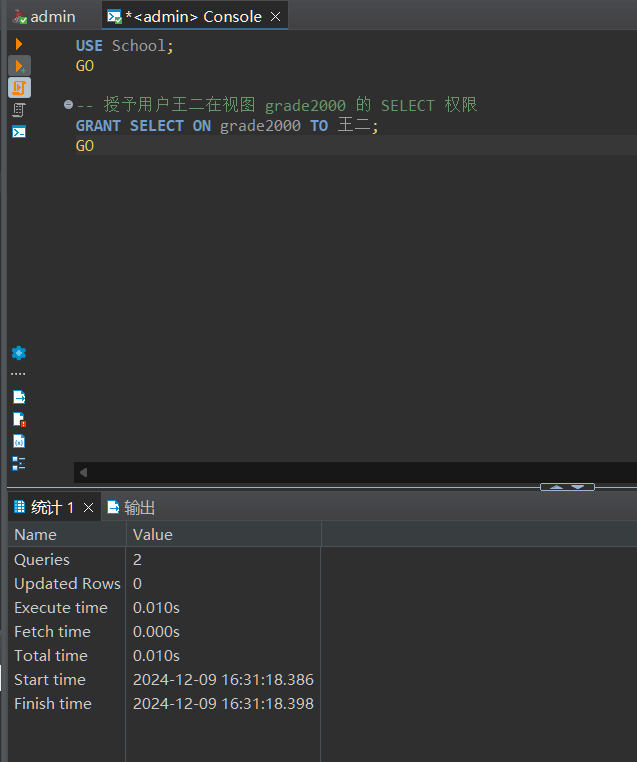 admin
*<admin> Console
USE School;
GO
-- 授予用户王二在视图 grade2000 的 SELECT 权限
GRANT SELECT ON grade2000 TO 王二;
GO
统计 1
输出
Name Value
Queries 2
Updated Rows 0
Execute time 0.010s
Fetch time 0.000s
Total time 0.010s
Start time 2024-12-09 16:31:18.386
Finish time 2024-12-09 16:31:18.398